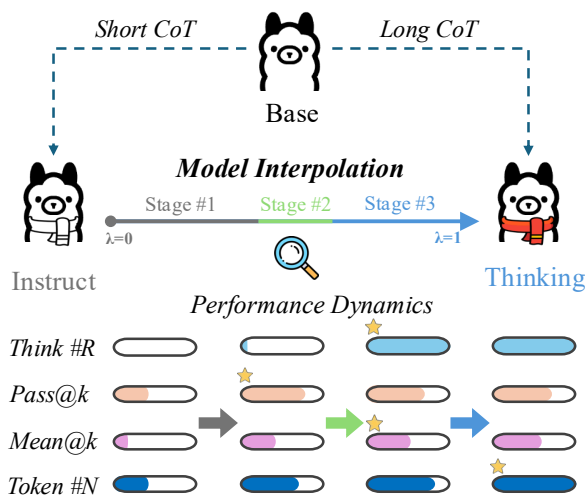 Short CoT
Long CoT
Base
Model Interpolation
Stage #1
Stage #2
Stage #3
λ=0
λ=1
Instruct
Thinking
Performance Dynamics
Think #R
Pass@k
Mean@k
Token #N